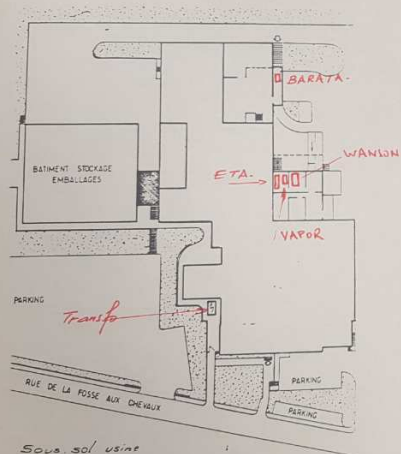 BARATA.
WANSON
ETA.
BATIMENT STOCKAGE
EMBALLAGES
VAPOR
PARKING
Transfo
RUE DE LA FOSSE AUX CHEVAUX
PARKING
PARKING
Sous sol usine